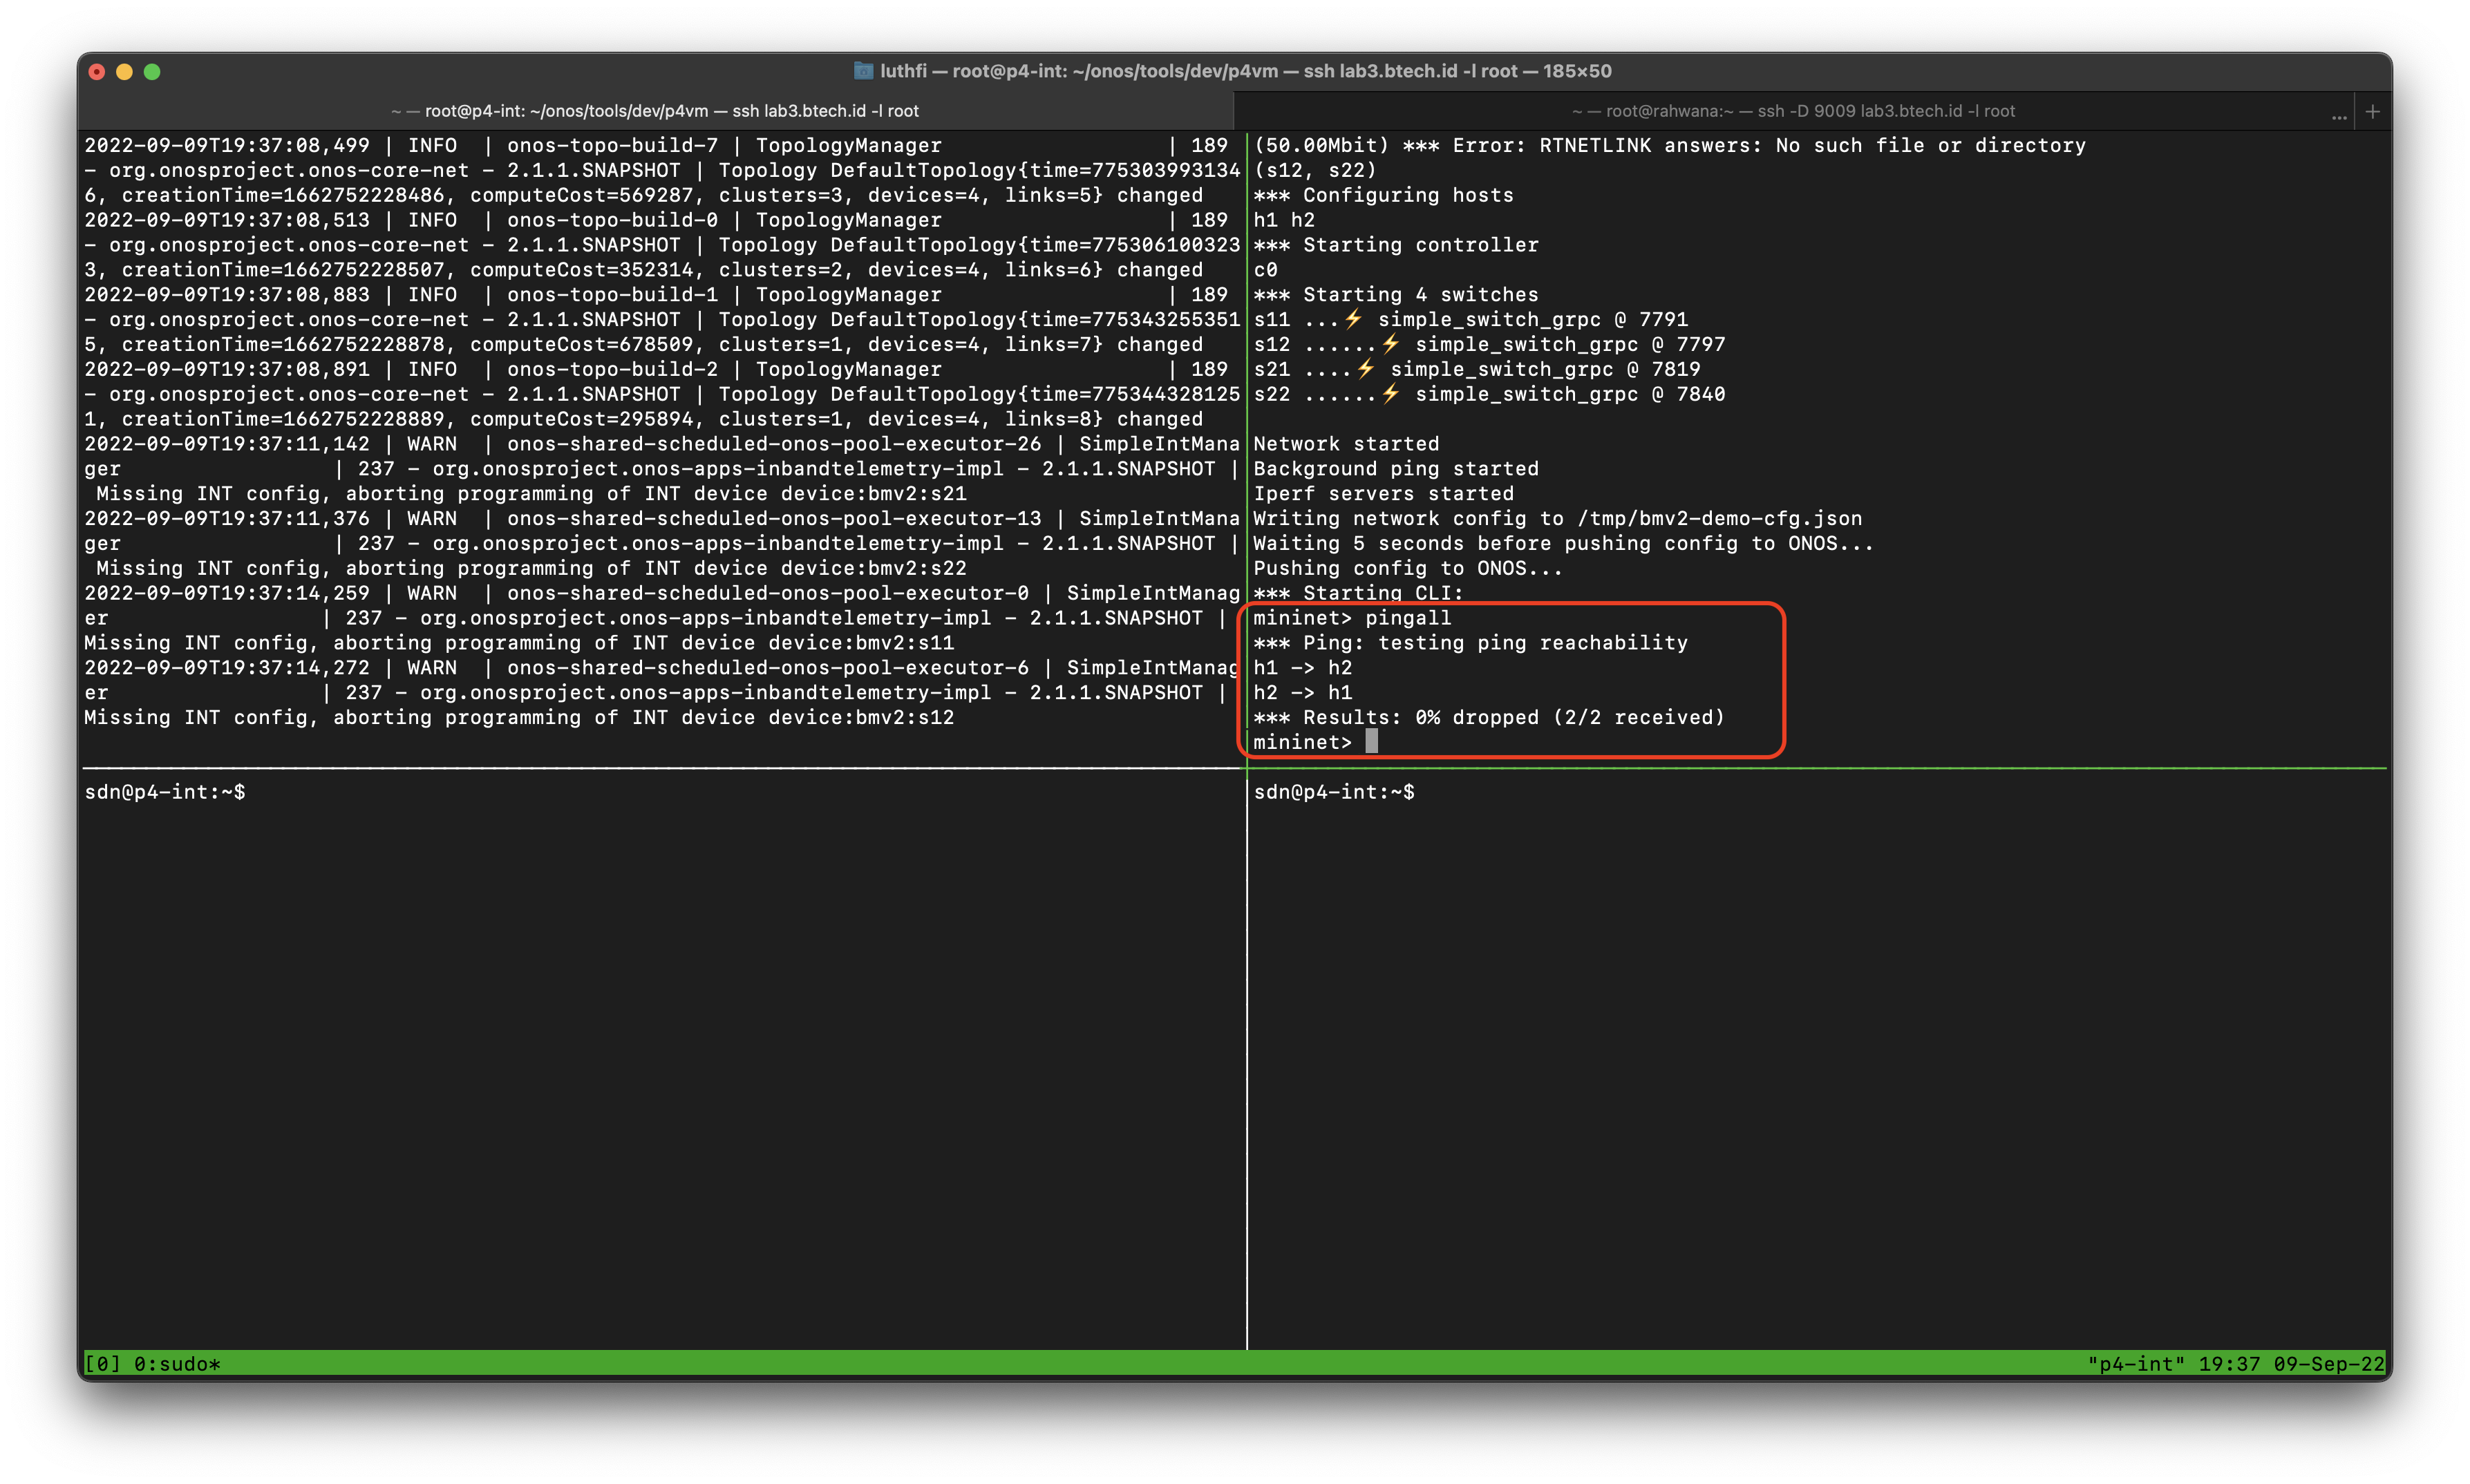 luthfi — root@p4-int: ~/onos/tools/dev/p4vm — ssh lab3.btech.id -l root — 185×50
~ — root@p4-int: ~/onos/tools/dev/p4vm — ssh lab3.btech.id -l root
~ — root@rahwana:~ — ssh -D 9009 lab3.btech.id -l root
... +
2022-09-09T19:37:08,499 | INFO  | onos-topo-build-7 | TopologyManager                  | 189
- org.onosproject.onos-core-net - 2.1.1.SNAPSHOT | Topology DefaultTopology{time=775303993134
6, creationTime=1662752228486, computeCost=569287, clusters=3, devices=4, links=5} changed
2022-09-09T19:37:08,513 | INFO  | onos-topo-build-0 | TopologyManager                  | 189
- org.onosproject.onos-core-net - 2.1.1.SNAPSHOT | Topology DefaultTopology{time=775306100323
3, creationTime=1662752228507, computeCost=352314, clusters=2, devices=4, links=6} changed
2022-09-09T19:37:08,883 | INFO  | onos-topo-build-1 | TopologyManager                  | 189
- org.onosproject.onos-core-net - 2.1.1.SNAPSHOT | Topology DefaultTopology{time=775343255351
5, creationTime=1662752228878, computeCost=678509, clusters=1, devices=4, links=7} changed
2022-09-09T19:37:08,891 | INFO  | onos-topo-build-2 | TopologyManager                  | 189
- org.onosproject.onos-core-net - 2.1.1.SNAPSHOT | Topology DefaultTopology{time=775344328125
1, creationTime=1662752228889, computeCost=295894, clusters=1, devices=4, links=8} changed
2022-09-09T19:37:11,142 | WARN  | onos-shared-scheduled-onos-pool-executor-26 | SimpleIntMana
ger                 | 237 - org.onosproject.onos-apps-inbandtelemetry-impl - 2.1.1.SNAPSHOT |
 Missing INT config, aborting programming of INT device device:bmv2:s21
2022-09-09T19:37:11,376 | WARN  | onos-shared-scheduled-onos-pool-executor-13 | SimpleIntMana
ger                 | 237 - org.onosproject.onos-apps-inbandtelemetry-impl - 2.1.1.SNAPSHOT |
 Missing INT config, aborting programming of INT device device:bmv2:s22
2022-09-09T19:37:14,259 | WARN  | onos-shared-scheduled-onos-pool-executor-0 | SimpleIntManag
er                 | 237 - org.onosproject.onos-apps-inbandtelemetry-impl - 2.1.1.SNAPSHOT |
Missing INT config, aborting programming of INT device device:bmv2:s11
2022-09-09T19:37:14,272 | WARN  | onos-shared-scheduled-onos-pool-executor-6 | SimpleIntManag
er                 | 237 - org.onosproject.onos-apps-inbandtelemetry-impl - 2.1.1.SNAPSHOT |
Missing INT config, aborting programming of INT device device:bmv2:s12
(50.00Mbit) *** Error: RTNETLINK answers: No such file or directory
(s12, s22)
*** Configuring hosts
h1 h2
*** Starting controller
c0
*** Starting 4 switches
s11 ...⚡ simple_switch_grpc @ 7791
s12 ......⚡ simple_switch_grpc @ 7797
s21 ....⚡ simple_switch_grpc @ 7819
s22 ......⚡ simple_switch_grpc @ 7840
Network started
Background ping started
Iperf servers started
Writing network config to /tmp/bmv2-demo-cfg.json
Waiting 5 seconds before pushing config to ONOS...
Pushing config to ONOS...
*** Starting CLI:
mininet> pingall
*** Ping: testing ping reachability
h1 -> h2
h2 -> h1
*** Results: 0% dropped (2/2 received)
mininet>
sdn@p4-int:~$
sdn@p4-int:~$
[0] 0:sudo*
"p4-int" 19:37 09-Sep-22